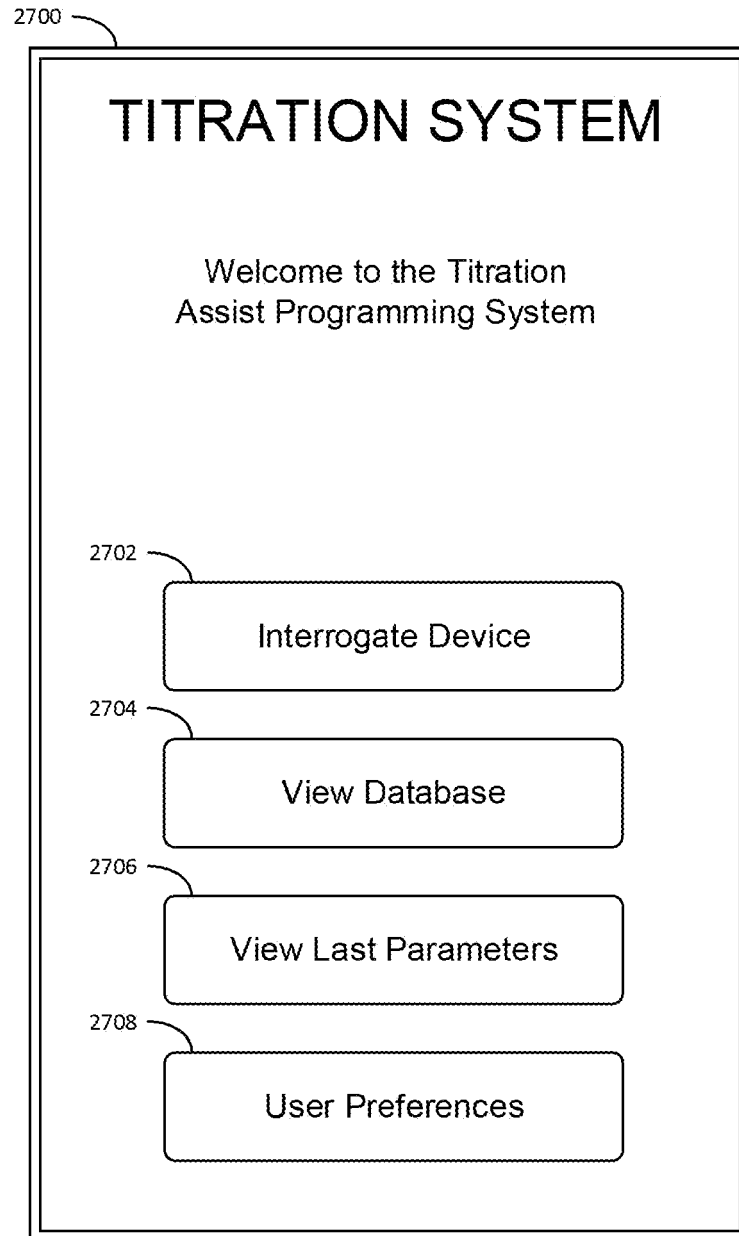 2700
TITRATION SYSTEM
Welcome to the Titration
Assist Programming System
2702
Interrogate Device
2704
View Database
2706
View Last Parameters
2708
User Preferences